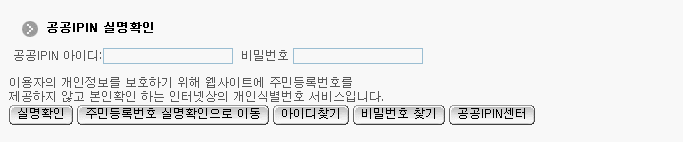 공공IPIN 실명확인
공공IPIN 아이디: 비밀번호
이용자의 개인정보를 보호하기 위해 웹사이트에 주민등록번호를
제공하지 않고 본인확인 하는 인터넷상의 개인식별번호 서비스입니다.
실명확인 주민등록번호 실명확인으로 이동 아이디찾기 비밀번호 찾기 공공IPIN센터